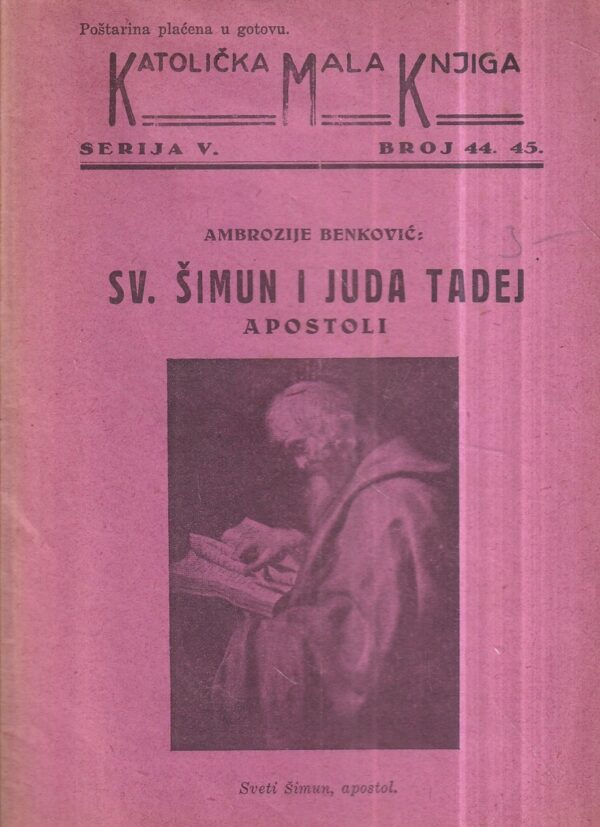 Poštarina plaćena u gotovu.
KATOLIČKA MALA KNJIGA
SERIJA V. BROJ 44. 45.
AMBROZIJE BENKOVIĆ:
SV. ŠIMUN I JUDA TADEJ
APOSTOLI
Sveti Šimun, apostol.